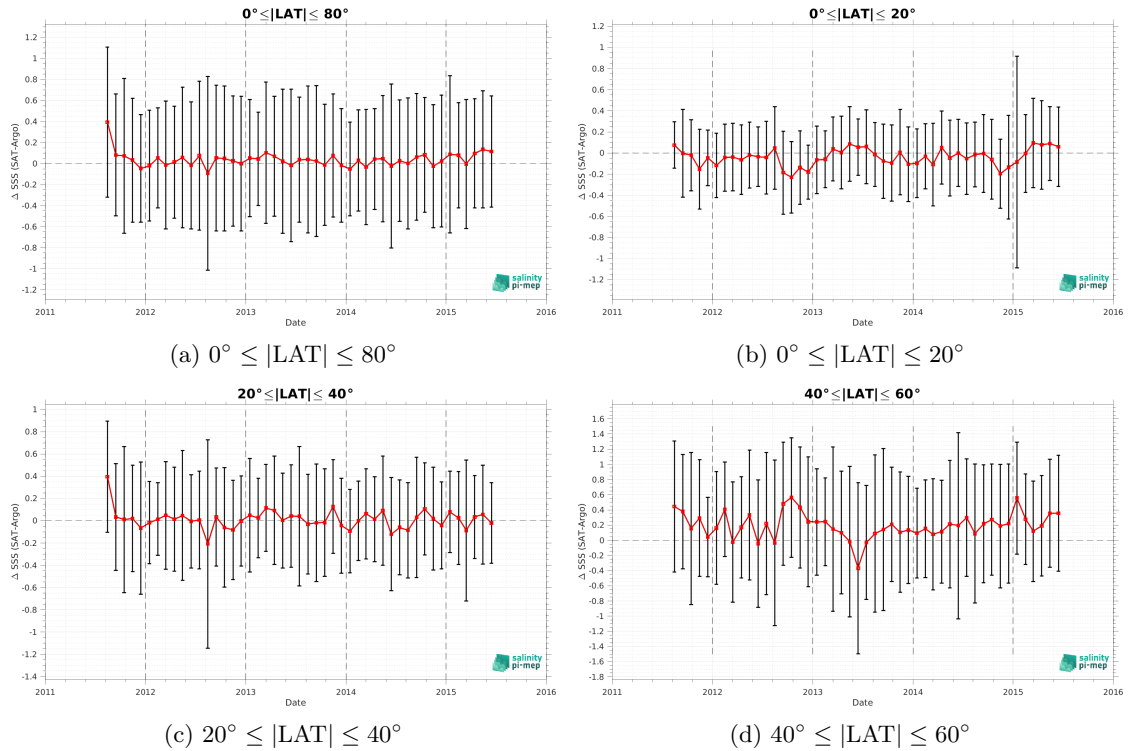 0°≤|LAT|≤ 80°
1.2
1
0.8
0.6
0.4
0.2
0
-0.2
-0.4
-0.6
-0.8
-1
-1.2
Δ SSS (SAT-Argo)
2011 2012 2013 2014 2015 2016
Date
salinity
pi-mep
(a) 0° ≤ |LAT| ≤ 80°
0°≤|LAT|≤ 20°
1.2
1
0.8
0.6
0.4
0.2
0
-0.2
-0.4
-0.6
-0.8
-1
-1.2
Δ SSS (SAT-Argo)
2011 2012 2013 2014 2015 2016
Date
salinity
pi-mep
(b) 0° ≤ |LAT| ≤ 20°
20°≤|LAT|≤ 40°
1
0.8
0.6
0.4
0.2
0
-0.2
-0.4
-0.6
-0.8
-1
-1.2
-1.4
Δ SSS (SAT-Argo)
2011 2012 2013 2014 2015 2016
Date
salinity
pi-mep
(c) 20° ≤ |LAT| ≤ 40°
40°≤|LAT|≤ 60°
1.6
1.4
1.2
1
0.8
0.6
0.4
0.2
0
-0.2
-0.4
-0.6
-0.8
-1
-1.2
-1.4
-1.6
-1.8
Δ SSS (SAT-Argo)
2011 2012 2013 2014 2015 2016
Date
salinity
pi-mep
(d) 40° ≤ |LAT| ≤ 60°